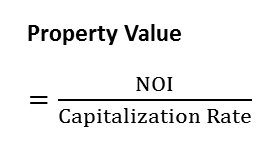 Property Value
= NOI
Capitalization Rate